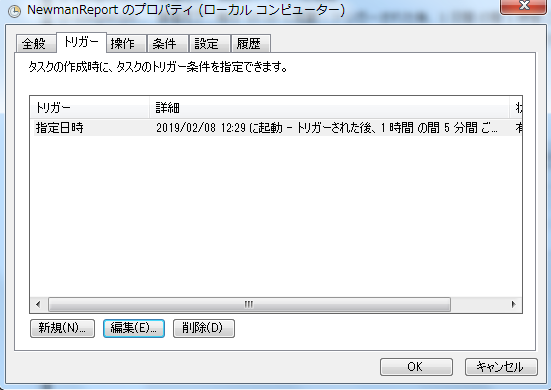 NewmanReport のプロパティ (ローカル コンピューター)
全般 トリガー 操作 条件 設定 履歴
タスクの作成時に、タスクのトリガー条件を指定できます。
トリガー 詳細
指定日時 2019/02/08 12:29 に起動 - トリガーされた後、1 時間 の間 5 分間 ご...
新規(N)... 編集(E)... 削除(D)
OK キャンセル